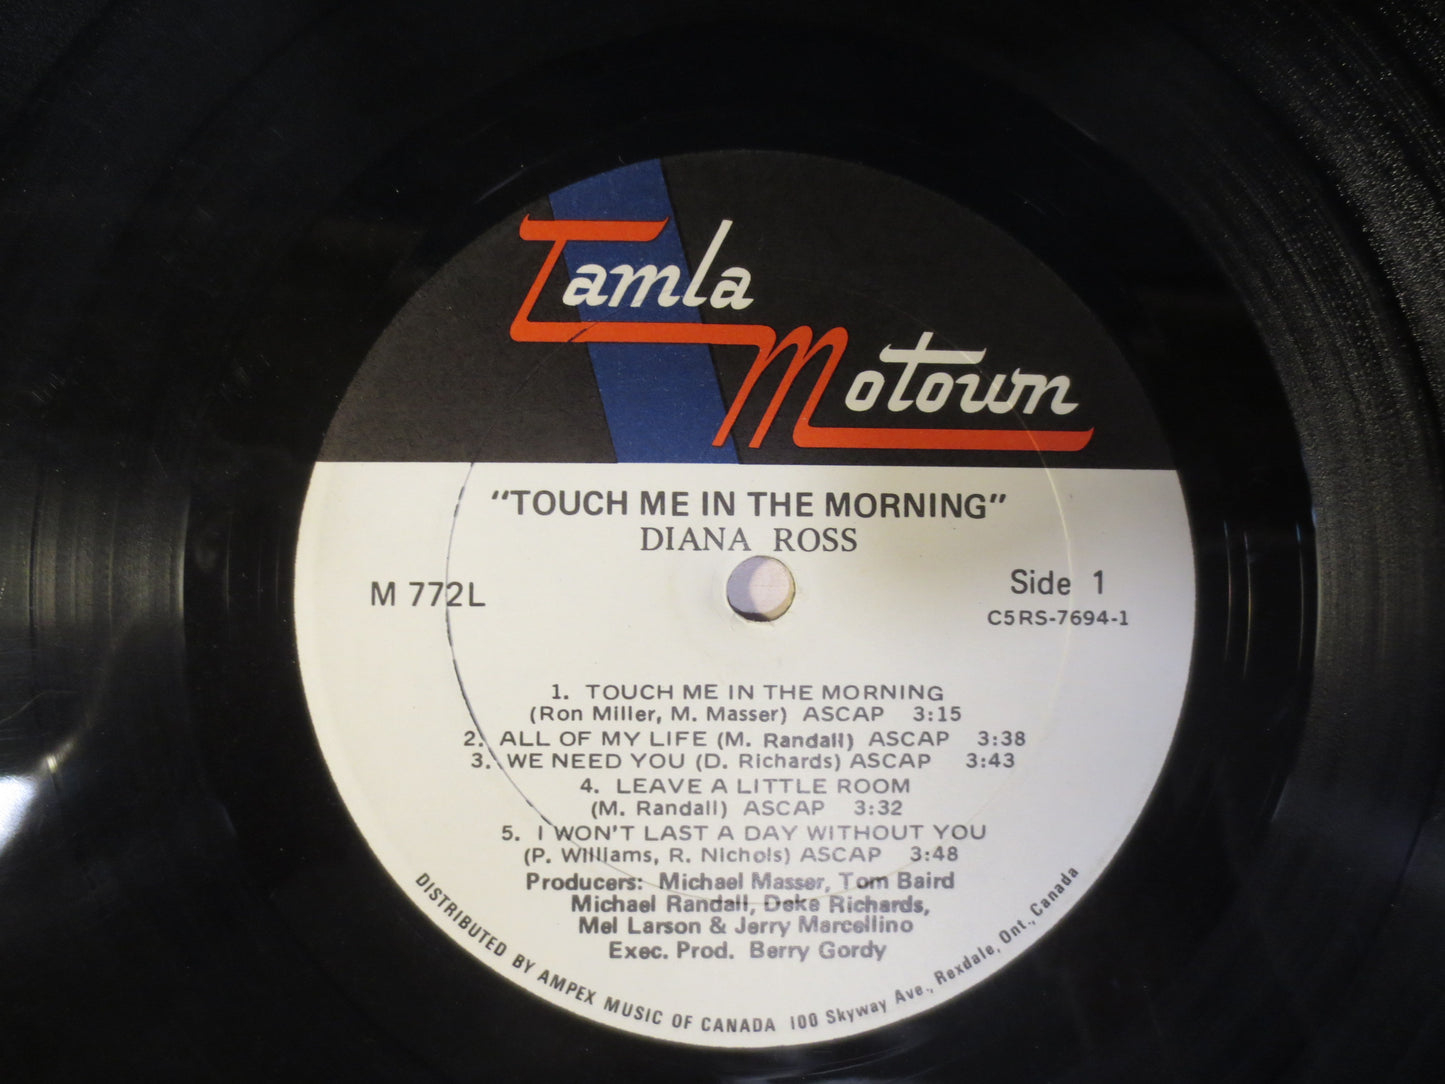 Tamla
Motown
"TOUCH ME IN THE MORNING"
DIANA ROSS
M 772L
Side 1
C5RS-7694-1
1. TOUCH ME IN THE MORNING
(Ron Miller, M. Masser) ASCAP 3:15
2. ALL OF MY LIFE (M. Randall) ASCAP 3:38
3. WE NEED YOU (D. Richards) ASCAP 3:43
4. LEAVE A LITTLE ROOM
(M. Randall) ASCAP 3:32
5. I WON'T LAST A DAY WITHOUT YOU
(P. Williams, R. Nichols) ASCAP 3:48
Producers: Michael Masser, Tom Baird
Michael Randall, Deke Richards,
Mel Larson & Jerry Marcellino
Exec. Prod. Berry Gordy
DISTRIBUTED BY AMPEX MUSIC OF CANADA 100 Skyway Ave., Rexdale, Ont., Canada